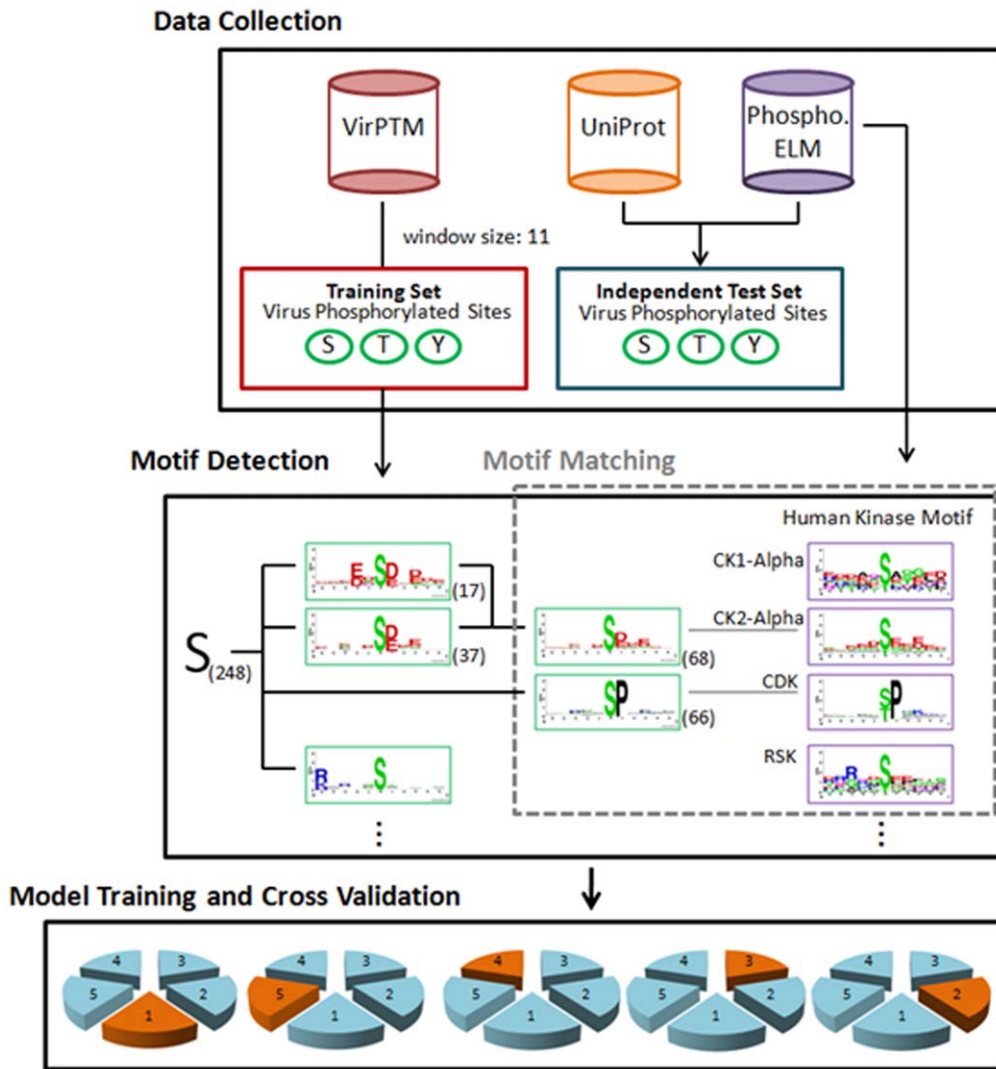 Data Collection
VirPTM
UniProt
Phospho.
ELM
window size: 11
Training Set
Virus Phosphorylated Sites
S T Y
Independent Test Set
Virus Phosphorylated Sites
S T Y
Motif Detection
Motif Matching
Human Kinase Motif
S(248)
(17)
(37)
(68)
(66)
CK1-Alpha
CK2-Alpha
CDK
RSK
SP
Model Training and Cross Validation
4 3 5 2 1
4 3 5 2 1
4 3 5 2 1
4 3 5 2 1
4 3 5 2 1